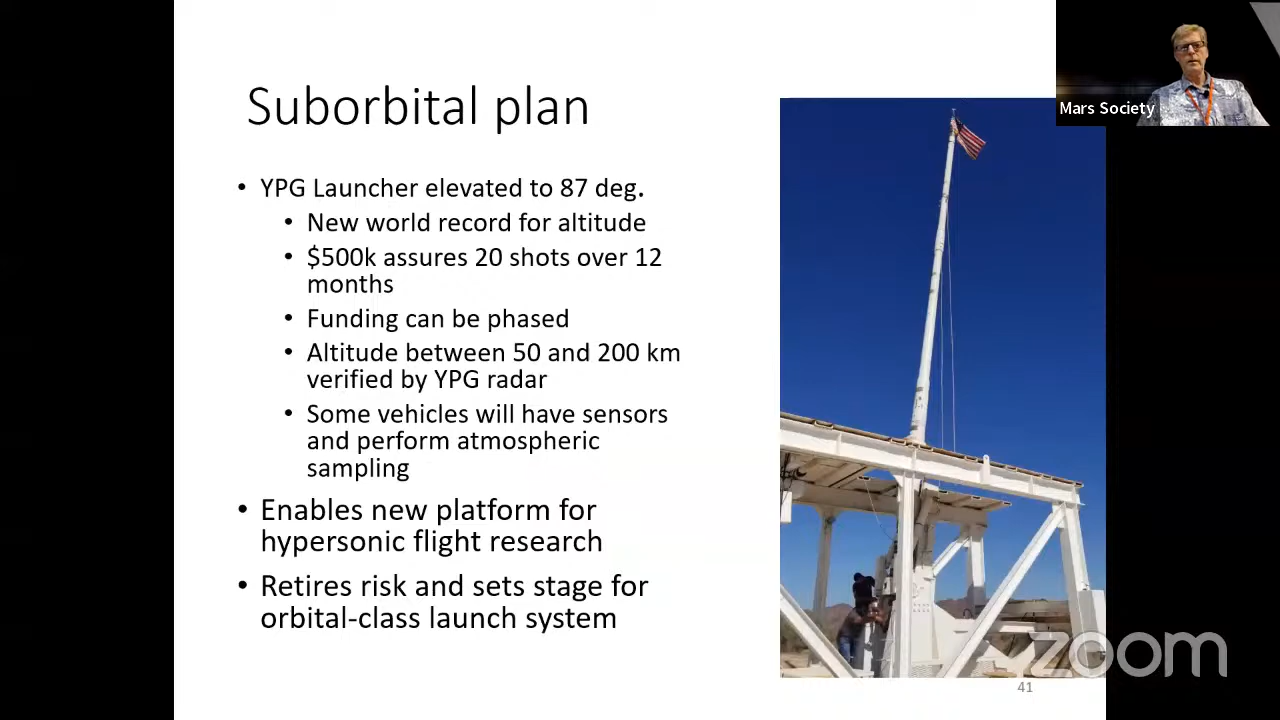 Suborbital plan
• YPG Launcher elevated to 87 deg.
• New world record for altitude
• $500k assures 20 shots over 12
months
• Funding can be phased
• Altitude between 50 and 200 km
verified by YPG radar
• Some vehicles will have sensors
and perform atmospheric
sampling
• Enables new platform for
hypersonic flight research
• Retires risk and sets stage for
orbital-class launch system
Mars Society
zoom
41